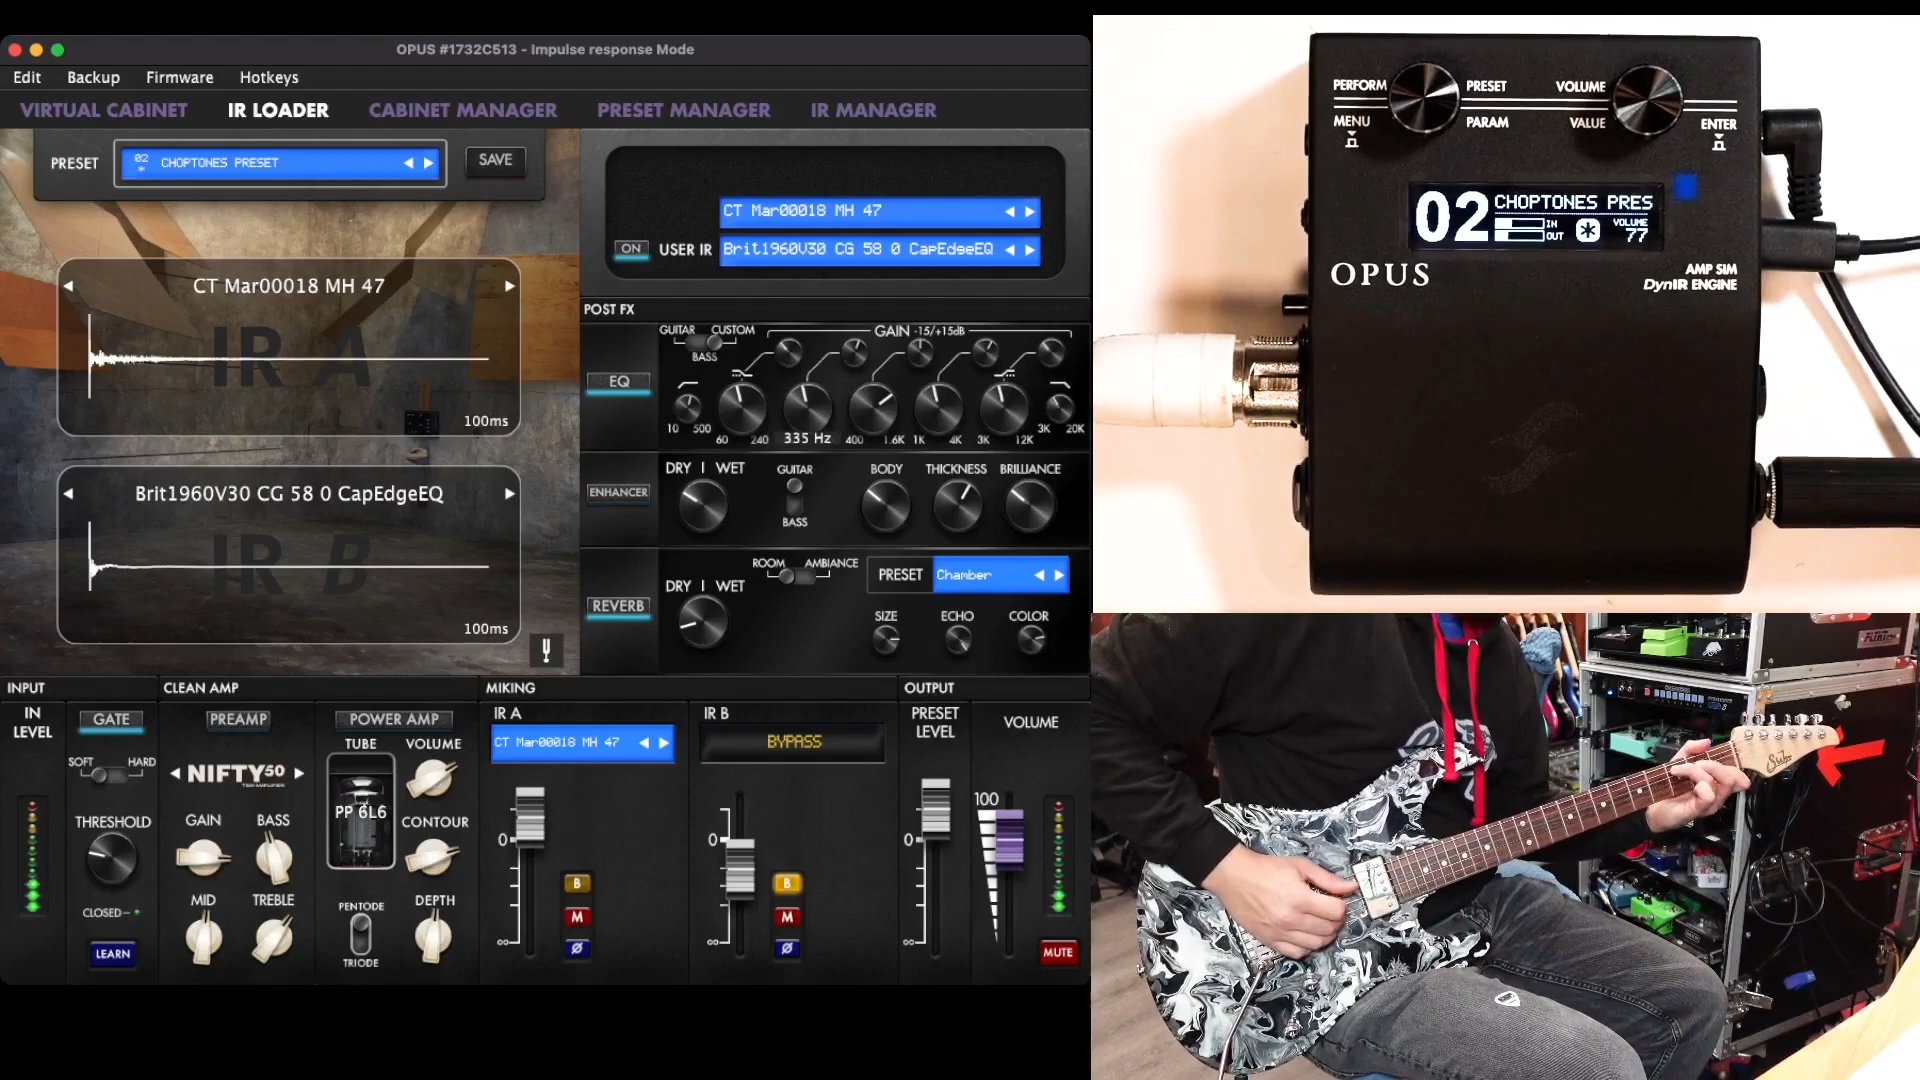 OPUS #1732C513 - Impulse response Mode
Edit Backup Firmware Hotkeys
VIRTUAL CABINET IR LOADER CABINET MANAGER PRESET MANAGER IR MANAGER
PRESET 02 * CHOPTONES PRESET SAVE
CT Mar00018 MH 47
IR A
100ms
Brit1960V30 CG 58 0 CapEdgeEQ
IR B
100ms
CT Mar00018 MH 47
ON USER IR Brit1960V30 CG 58 0 CapEdgeEQ
POST FX
GUITAR CUSTOM GAIN -15/+15dB
BASS
EQ
10 500 60 240 335 Hz 400 1.6K 1K 4K 3K 12K 3K 20K
DRY | WET GUITAR BODY THICKNESS BRILLIANCE
ENHANCER
BASS
ROOM AMBIANCE
DRY | WET PRESET Chamber
REVERB
SIZE ECHO COLOR
INPUT CLEAN AMP MIKING OUTPUT
IN LEVEL
GATE
SOFT HARD
THRESHOLD
CLOSED
LEARN
PREAMP
NIFTY50
GAIN BASS
MID TREBLE
POWER AMP
TUBE VOLUME
PP 6L6
CONTOUR
PENTODE DEPTH
TRIODE
IR A
CT Mar00018 MH 47
0
B
M
Ø
∞
IR B
BYPASS
0
B
M
Ø
∞
PRESET LEVEL
0
∞
VOLUME
100
MUTE
PERFORM PRESET VOLUME
MENU PARAM VALUE ENTER
02 CHOPTONES PRES
IN
OUT
VOLUME
77
OPUS
AMP SIM
DynIR ENGINE
Suhr